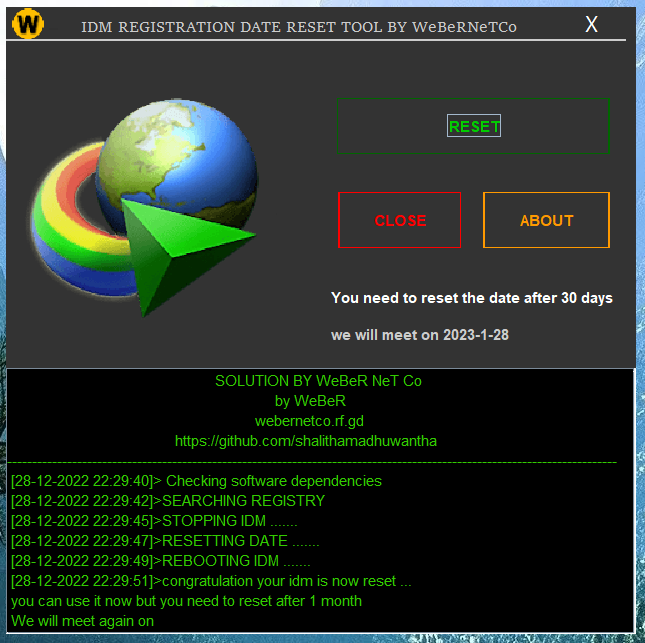 W
IDM REGISTRATION DATE RESET TOOL BY WeBeRNeTCo
X
RESET
CLOSE
ABOUT
You need to reset the date after 30 days
we will meet on 2023-1-28
SOLUTION BY WeBeR NeT Co
by WeBeR
webernetco.rf.gd
https://github.com/shalithamadhuwantha
[28-12-2022 22:29:40]> Checking software dependencies
[28-12-2022 22:29:42]>SEARCHING REGISTRY
[28-12-2022 22:29:45]>STOPPING IDM .......
[28-12-2022 22:29:47]>RESETTING DATE .......
[28-12-2022 22:29:49]>REBOOTING IDM .......
[28-12-2022 22:29:51]>congratulation your idm is now reset ...
you can use it now but you need to reset after 1 month
We will meet again on